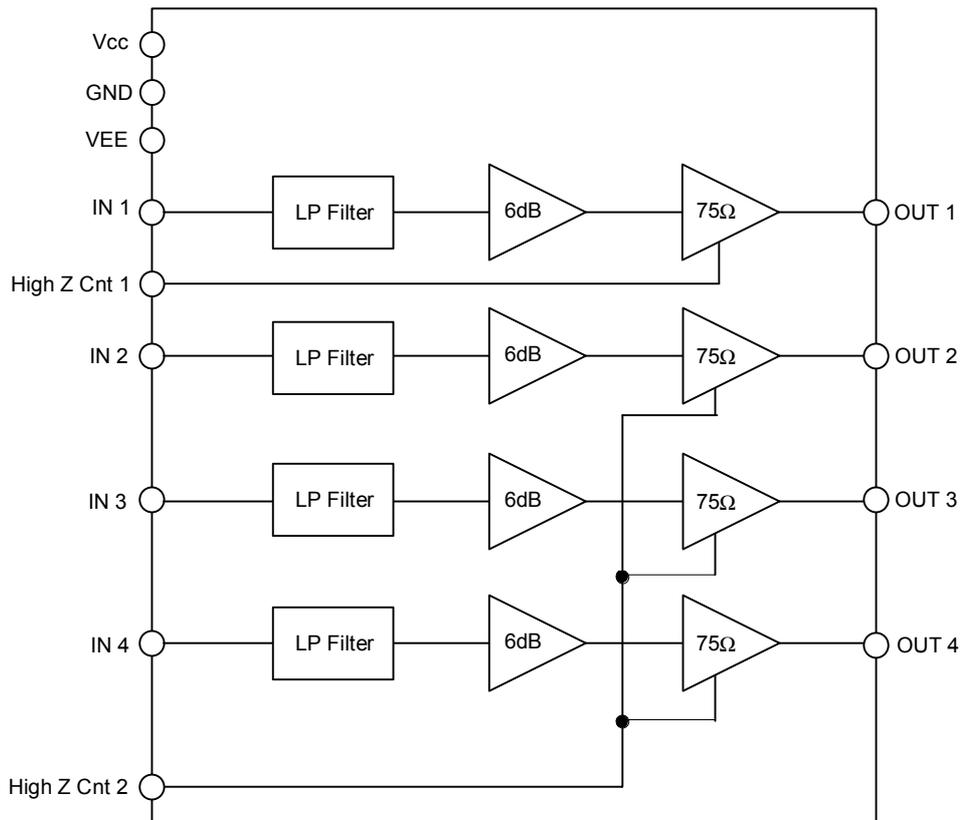 Vcc
GND
VEE
IN 1 LP Filter 6dB 75Ω OUT 1
High Z Cnt 1
IN 2 LP Filter 6dB 75Ω OUT 2
IN 3 LP Filter 6dB 75Ω OUT 3
IN 4 LP Filter 6dB 75Ω OUT 4
High Z Cnt 2